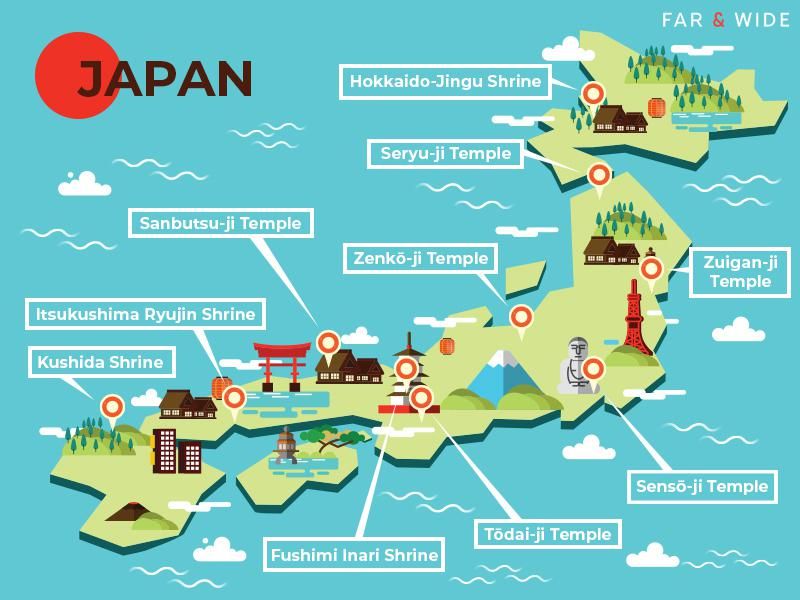 FAR & WIDE
JAPAN
Hokkaido-Jingu Shrine
Seryu-ji Temple
Sanbutsu-ji Temple
Zenkō-ji Temple
Zuigan-ji
Temple
Itsukushima Ryujin Shrine
Kushida Shrine
Sensō-ji Temple
Tōdai-ji Temple
Fushimi Inari Shrine